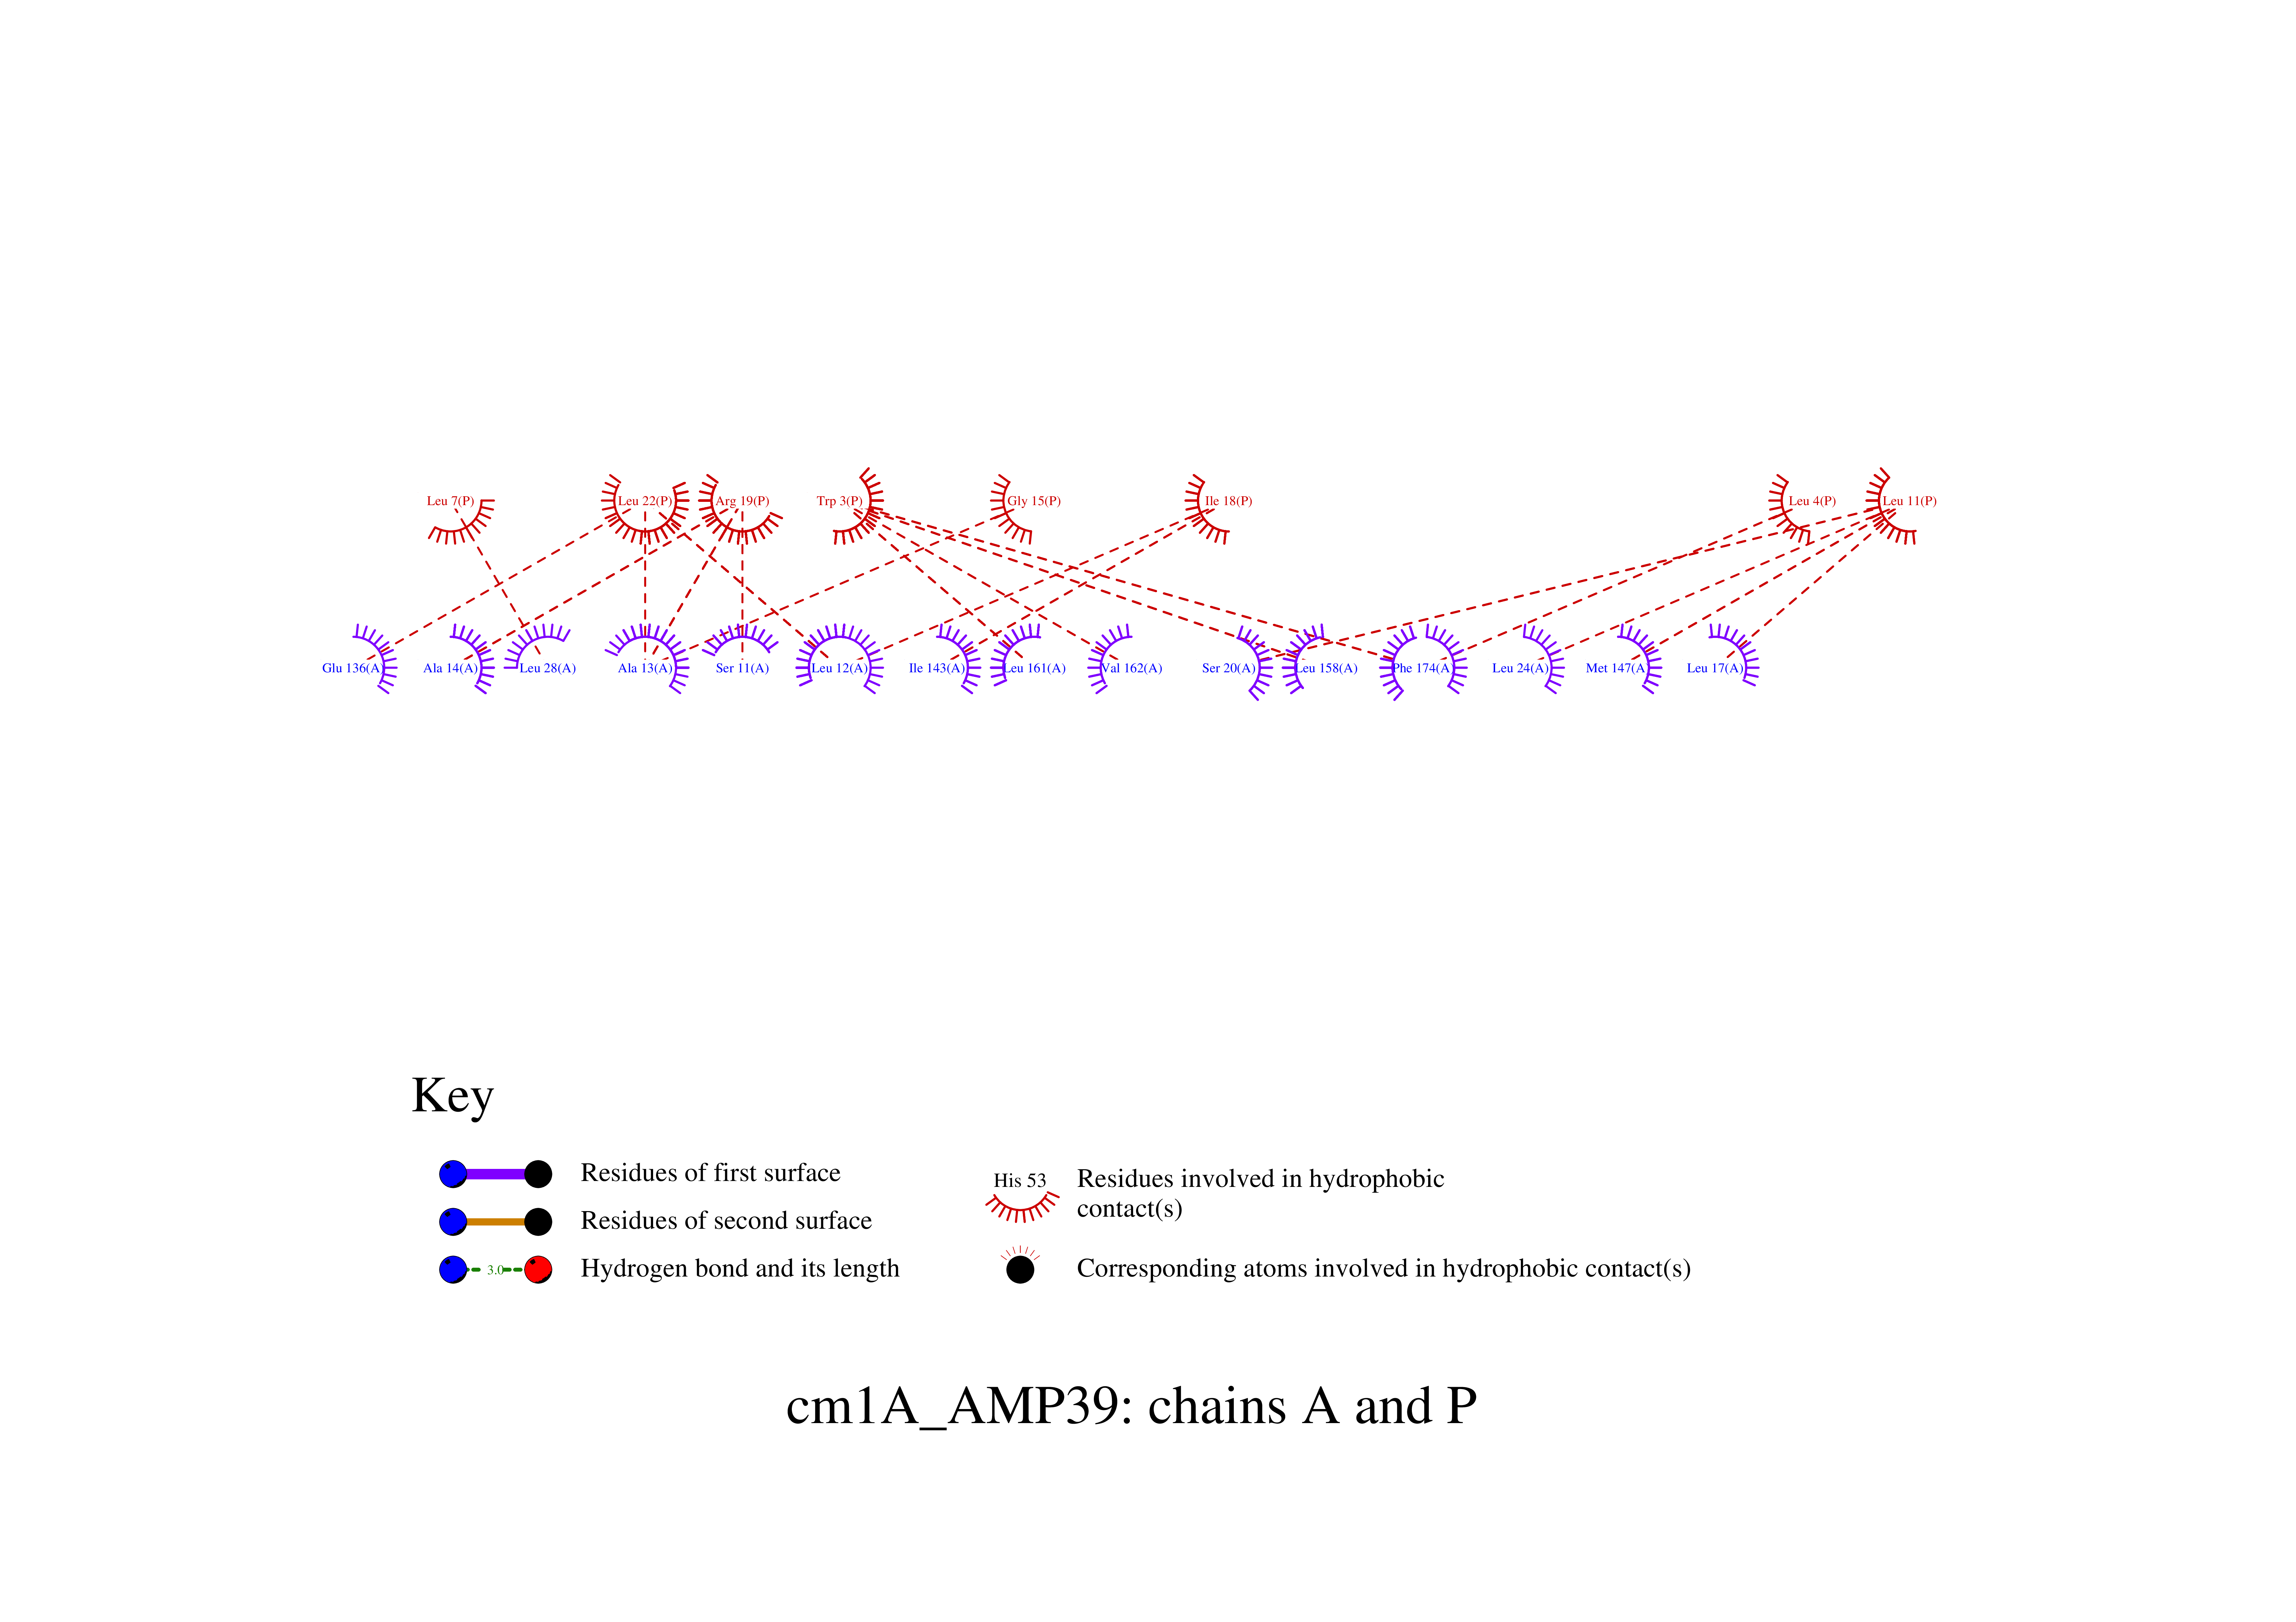 Leu 7(P) Leu 22(P) Arg 19(P) Trp 3(P) Gly 15(P) Ile 18(P) Leu 4(P) Leu 11(P)
Glu 136(A) Ala 14(A) Leu 28(A) Ala 13(A) Ser 11(A) Leu 12(A) Ile 143(A) Leu 161(A) Val 162(A) Ser 20(A) Leu 158(A) Phe 174(A) Leu 24(A) Met 147(A) Leu 17(A)
Key
Residues of first surface
Residues of second surface
3.0 Hydrogen bond and its length
His 53 Residues involved in hydrophobic
contact(s)
Corresponding atoms involved in hydrophobic contact(s)
cm1A_AMP39: chains A and P